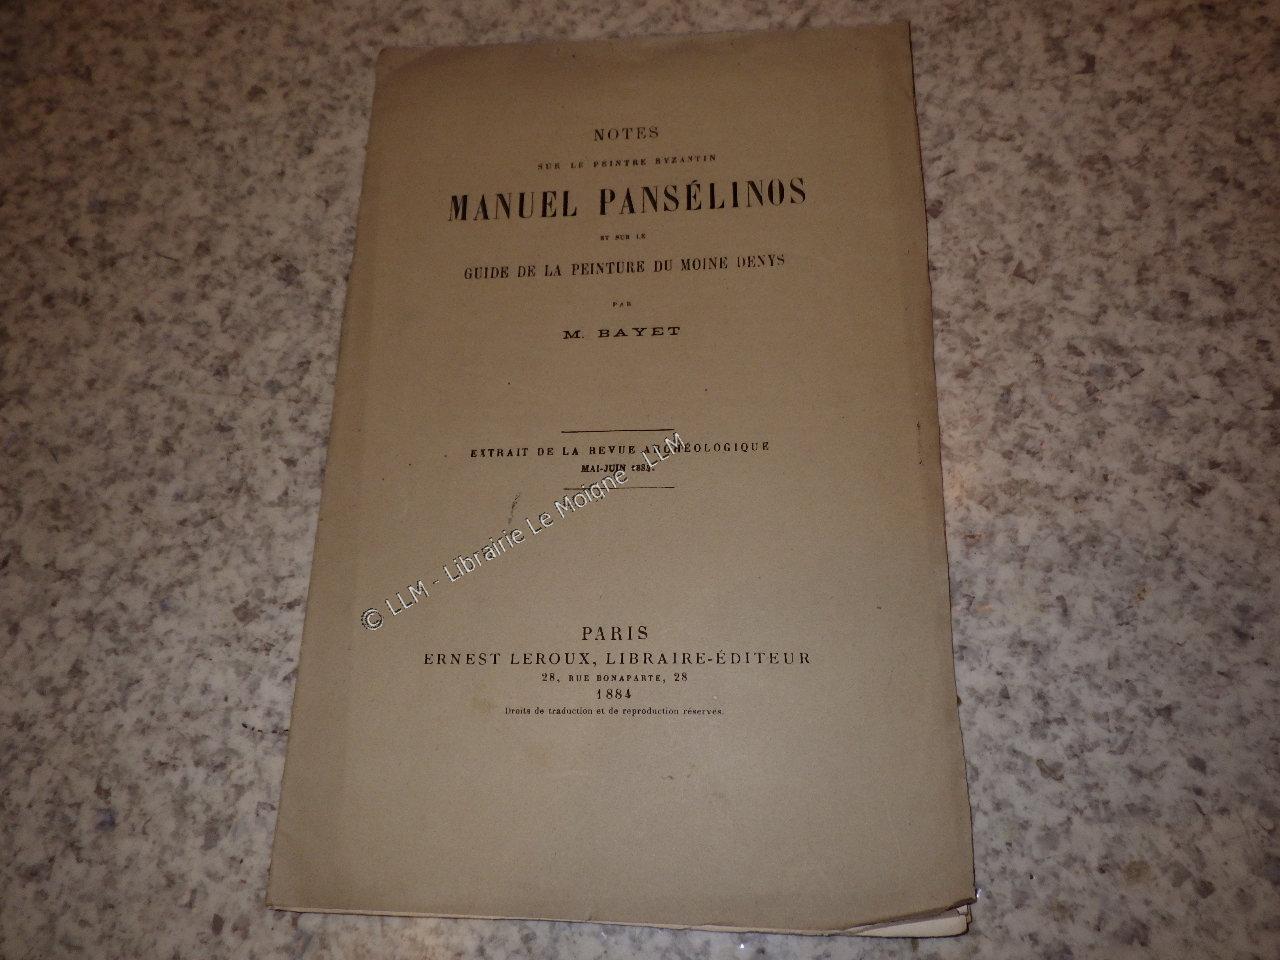 NOTES
SUR LE PEINTRE BYZANTIN
MANUEL PANSÉLINOS
ET SUR LE
GUIDE DE LA PEINTURE DU MOINE DENYS
PAR
M. BAYET
EXTRAIT DE LA REVUE ARCHÉOLOGIQUE
MAI-JUIN
© LLM - Librairie Le Moigne LLM
PARIS
ERNEST LEROUX, LIBRAIRE-ÉDITEUR
28, RUE BONAPARTE, 28
1884
Droits de traduction et de reproduction réservés.